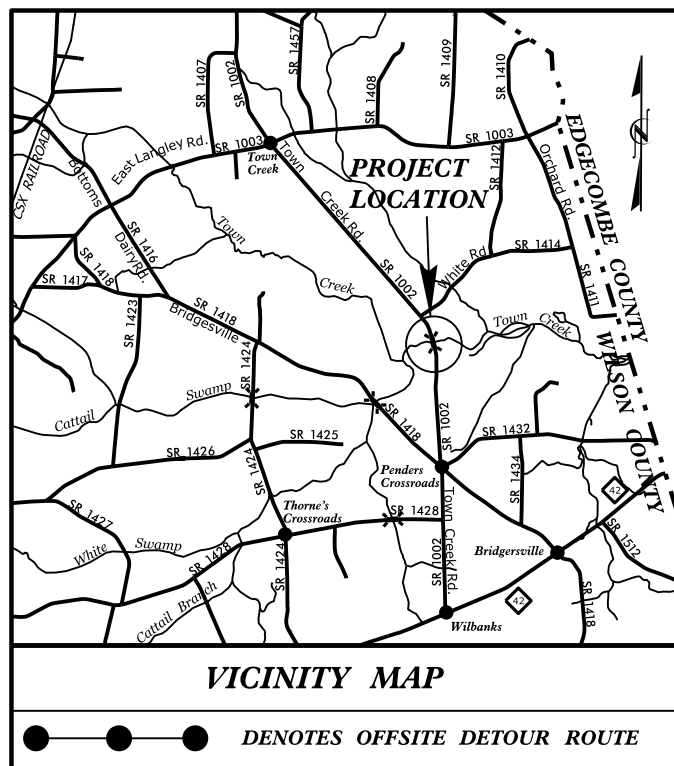 SR 1457
SR 1409
SR 1407
SR 1002
SR 1408
SR 1410
CSX RAILROAD
East Langley Rd.
SR 1003
Town
Creek
Town
Creek Rd.
SR 1002
SR 1003
SR 1412
Orchard Rd.
EDGECOMBE COUNTY
WILSON COUNTY
PROJECT
LOCATION
Bottoms
Dairy Rd.
SR 1416
Town
Creek
White Rd.
SR 1414
SR 1411
SR 1418
SR 1417
SR 1423
SR 1418
Bridgesville
SR 1424
Town
Creek
Cattail
Swamp
SR 1418
SR 1002
SR 1432
SR 1425
SR 1426
SR 1424
Penders
Crossroads
SR 1434
42
SR 1427
Thorne's
Crossroads
SR 1428
Town Creek Rd.
SR 1002
White
Swamp
SR 1428
SR 1424
Bridgersville
SR 1512
Cattail Branch
42
SR 1418
Wilbanks
VICINITY MAP
DENOTES OFFSITE DETOUR ROUTE